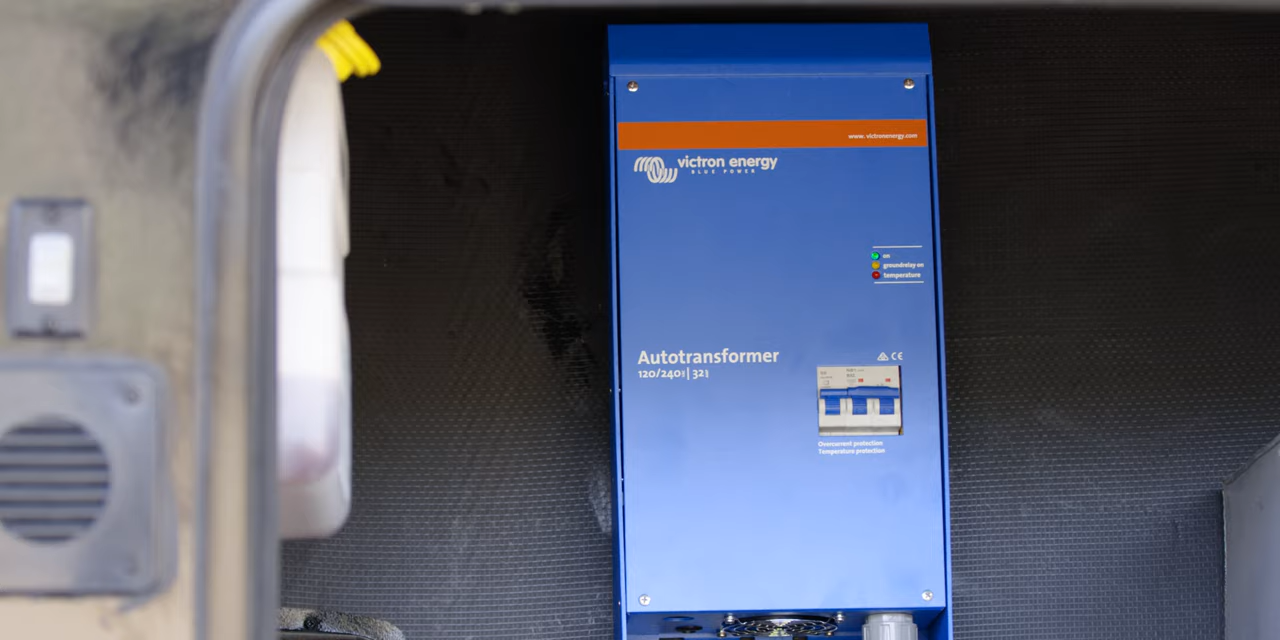 www. victronenergy.com
victron energy
BLUE POWER
on
groundrelay on
temperature
Autotransformer
CE
120/240V | 32A
Overcurrent protection
Temperature protection